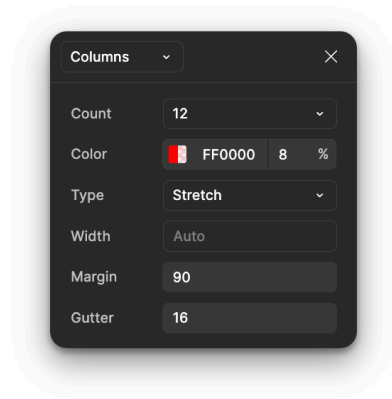 Columns
Count 12
Color FF0000 8 %
Type Stretch
Width Auto
Margin 90
Gutter 16